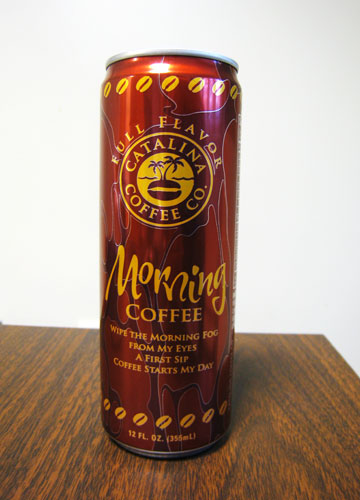 FULL FLAVOR
CATALINA
COFFEE CO.
Morning
COFFEE
WIPE THE MORNING FOG
FROM MY EYES
A FIRST SIP
COFFEE STARTS MY DAY
12 FL. OZ. (355mL)